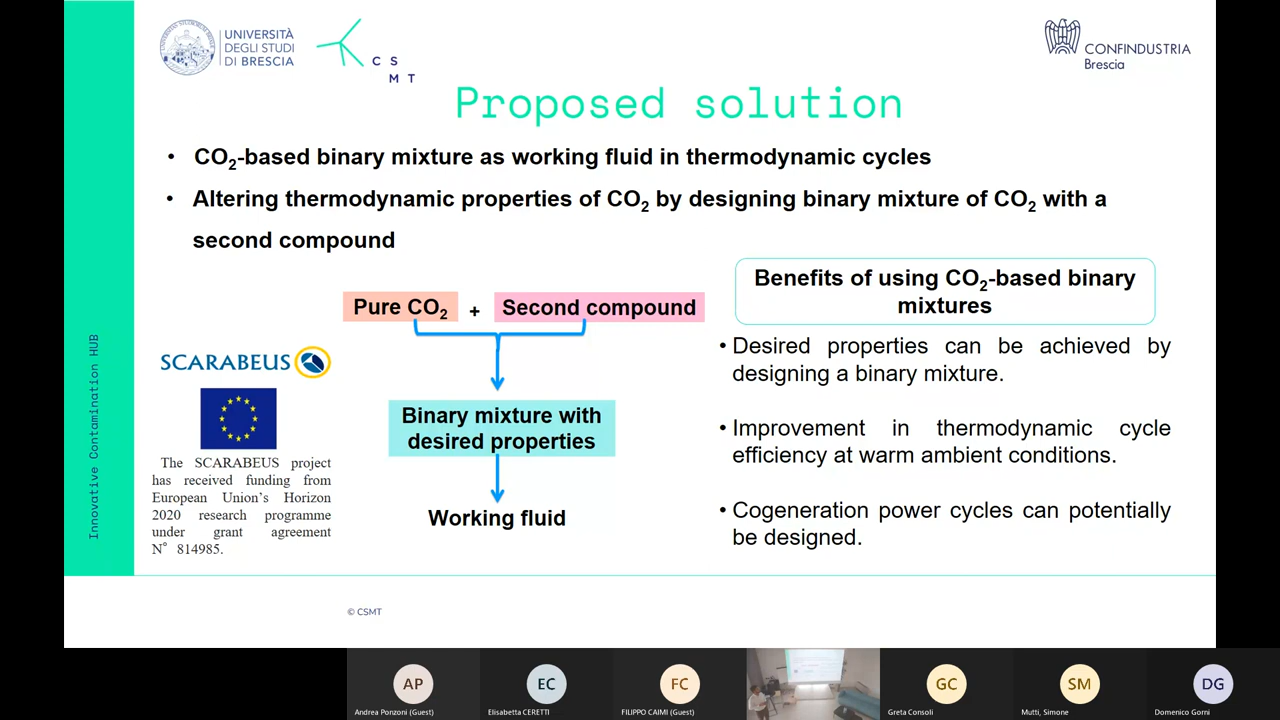 UNIVERSITÀ
DEGLI STUDI
DI BRESCIA
C S
M T
CONFINDUSTRIA
Brescia
Proposed solution
• CO₂-based binary mixture as working fluid in thermodynamic cycles
• Altering thermodynamic properties of CO₂ by designing binary mixture of CO₂ with a
second compound
Pure CO₂ + Second compound
Binary mixture with
desired properties
Working fluid
SCARABEUS
The SCARABEUS project
has received funding from
European Union's Horizon
2020 research programme
under grant agreement
N° 814985.
Benefits of using CO₂-based binary
mixtures
• Desired properties can be achieved by
designing a binary mixture.
• Improvement in thermodynamic cycle
efficiency at warm ambient conditions.
• Cogeneration power cycles can potentially
be designed.
Innovative Contamination HUB
© CSMT
AP
Andrea Ponzoni (Guest)
EC
Elisabetta CERETTI
FC
FILIPPO CAIMI (Guest)
GC
Greta Consoli
SM
Mutti, Simone
DG
Domenico Gorni